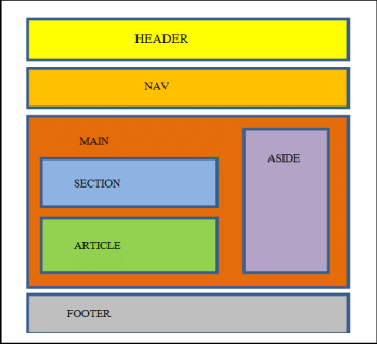 HEADER
NAV
MAIN
ASIDE
SECTION
ARTICLE
FOOTER